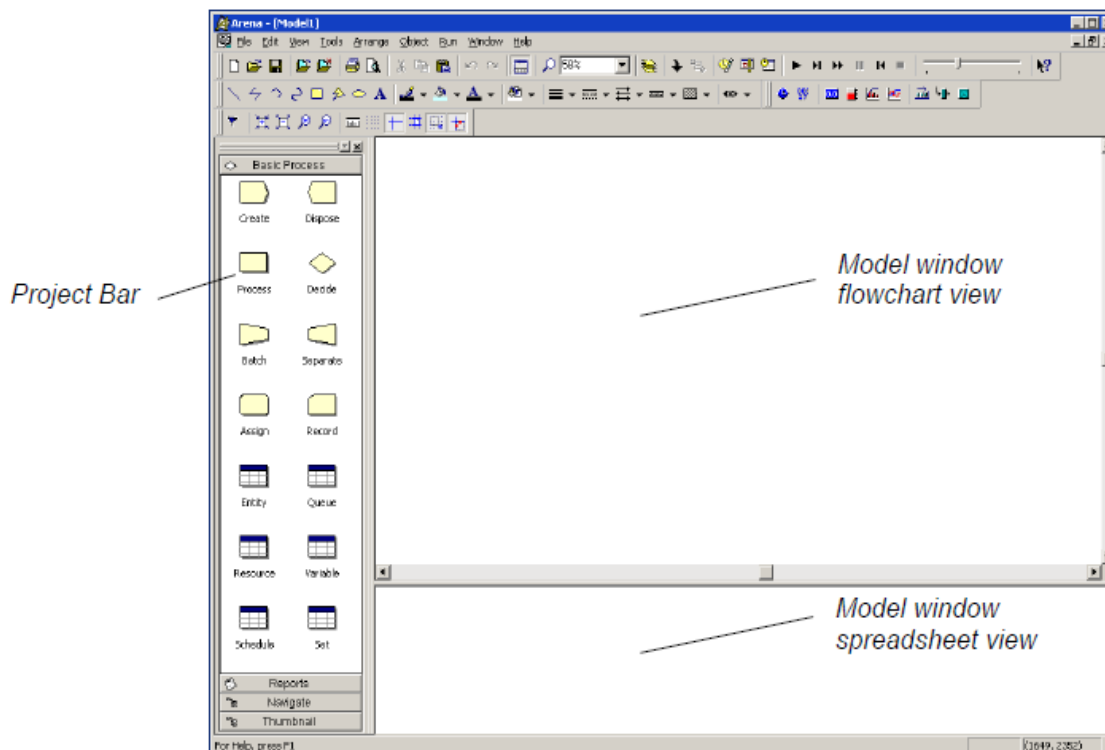 Arena - [Model1]
File Edit View Tools Arrange Object Run Window Help
58%
Basic Process
Create Dispose
Project Bar
Process Decide
Model window
flowchart view
Batch Separate
Assign Record
Entity Queue
Resource Variable
Model window
spreadsheet view
Schedule Set
Reports
Navigate
Thumbnail
For Help, press F1
(1649, 2352)